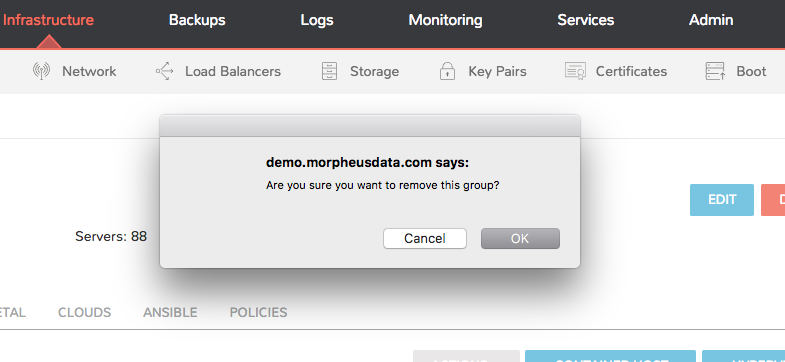 Infrastructure Backups Logs Monitoring Services Admin
Network Load Balancers Storage Key Pairs Certificates Boot
demo.morpheusdata.com says:
Are you sure you want to remove this group?
EDIT
Servers: 88
Cancel OK
ETAL CLOUDS ANSIBLE POLICIES